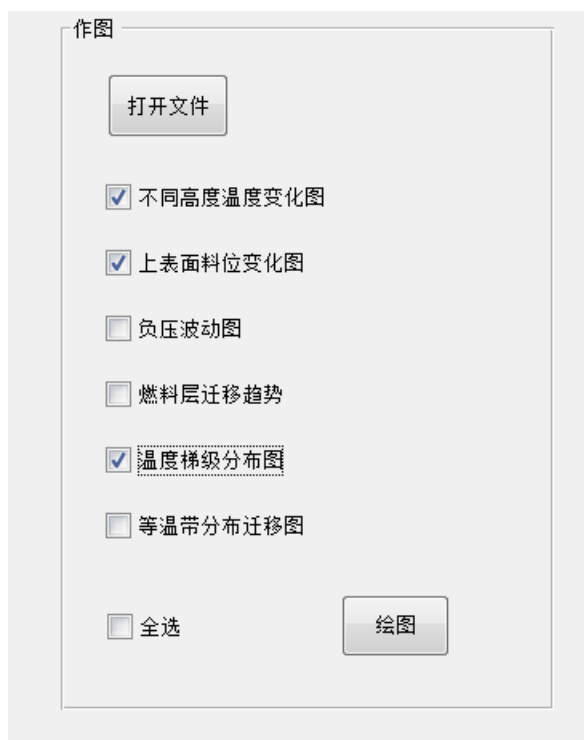 作图
打开文件
不同高度温度变化图
上表面料位变化图
负压波动图
燃料层迁移趋势
温度梯级分布图
等温带分布迁移图
全选
绘图